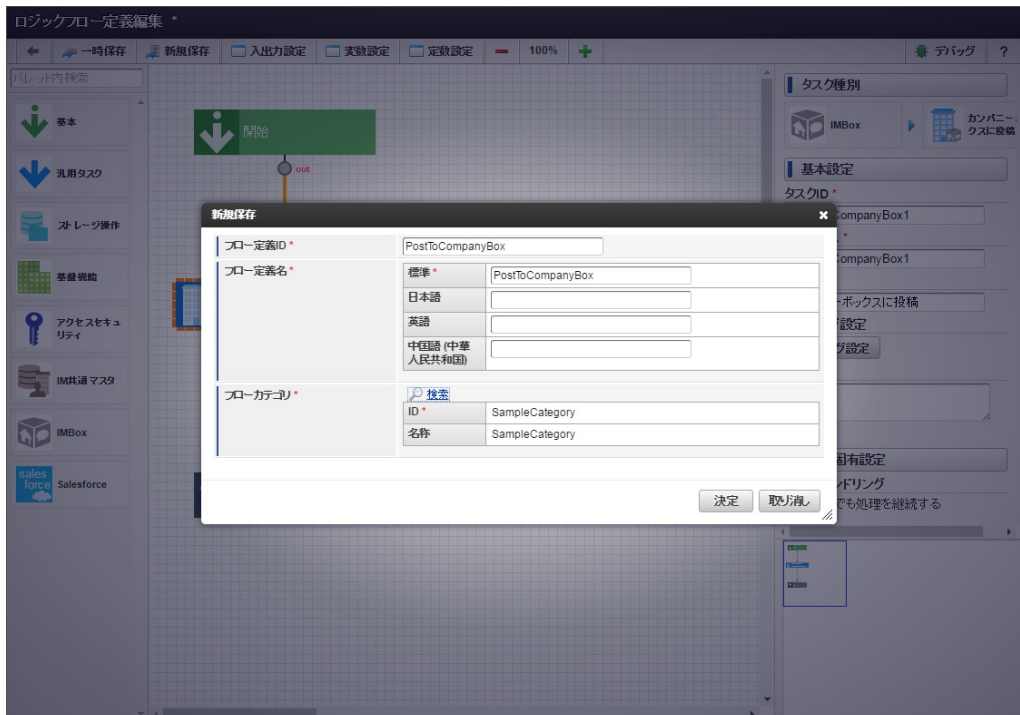 ロジックフロー定義編集 *
一時保存 新規保存 入出力設定 変数設定 定数設定 100% デバッグ ?
パレット内検索
基本
汎用タスク
ストレージ操作
基盤機能
アクセスセキュ
リティ
IM共通マスタ
IMBox
sales
force
Salesforce
開始
out
新規保存
フロー定義ID *
PostToCompanyBox
フロー定義名 *
標準 *
PostToCompanyBox
日本語
英語
中国語 (中華
人民共和国)
フローカテゴリ *
検索
ID *
SampleCategory
名称
SampleCategory
決定 取り消し
タスク種別
IMBox
カンパニー
クスに投稿
基本設定
タスクID *
ompanyBox1
*
ompanyBox1
ーボックスに投稿
設定
グ設定
固有設定
ンドリング
でも処理を継続する